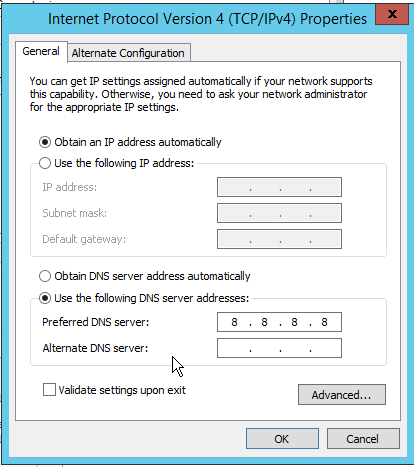 Internet Protocol Version 4 (TCP/IPv4) Properties
x
General
Alternate Configuration
You can get IP settings assigned automatically if your network supports
this capability. Otherwise, you need to ask your network administrator
for the appropriate IP settings.
Obtain an IP address automatically
Use the following IP address:
IP address:
. . .
Subnet mask:
. . .
Default gateway:
. . .
Obtain DNS server address automatically
Use the following DNS server addresses:
Preferred DNS server:
8 . 8 . 8 . 8
Alternate DNS server:
. . .
Validate settings upon exit
Advanced...
OK
Cancel